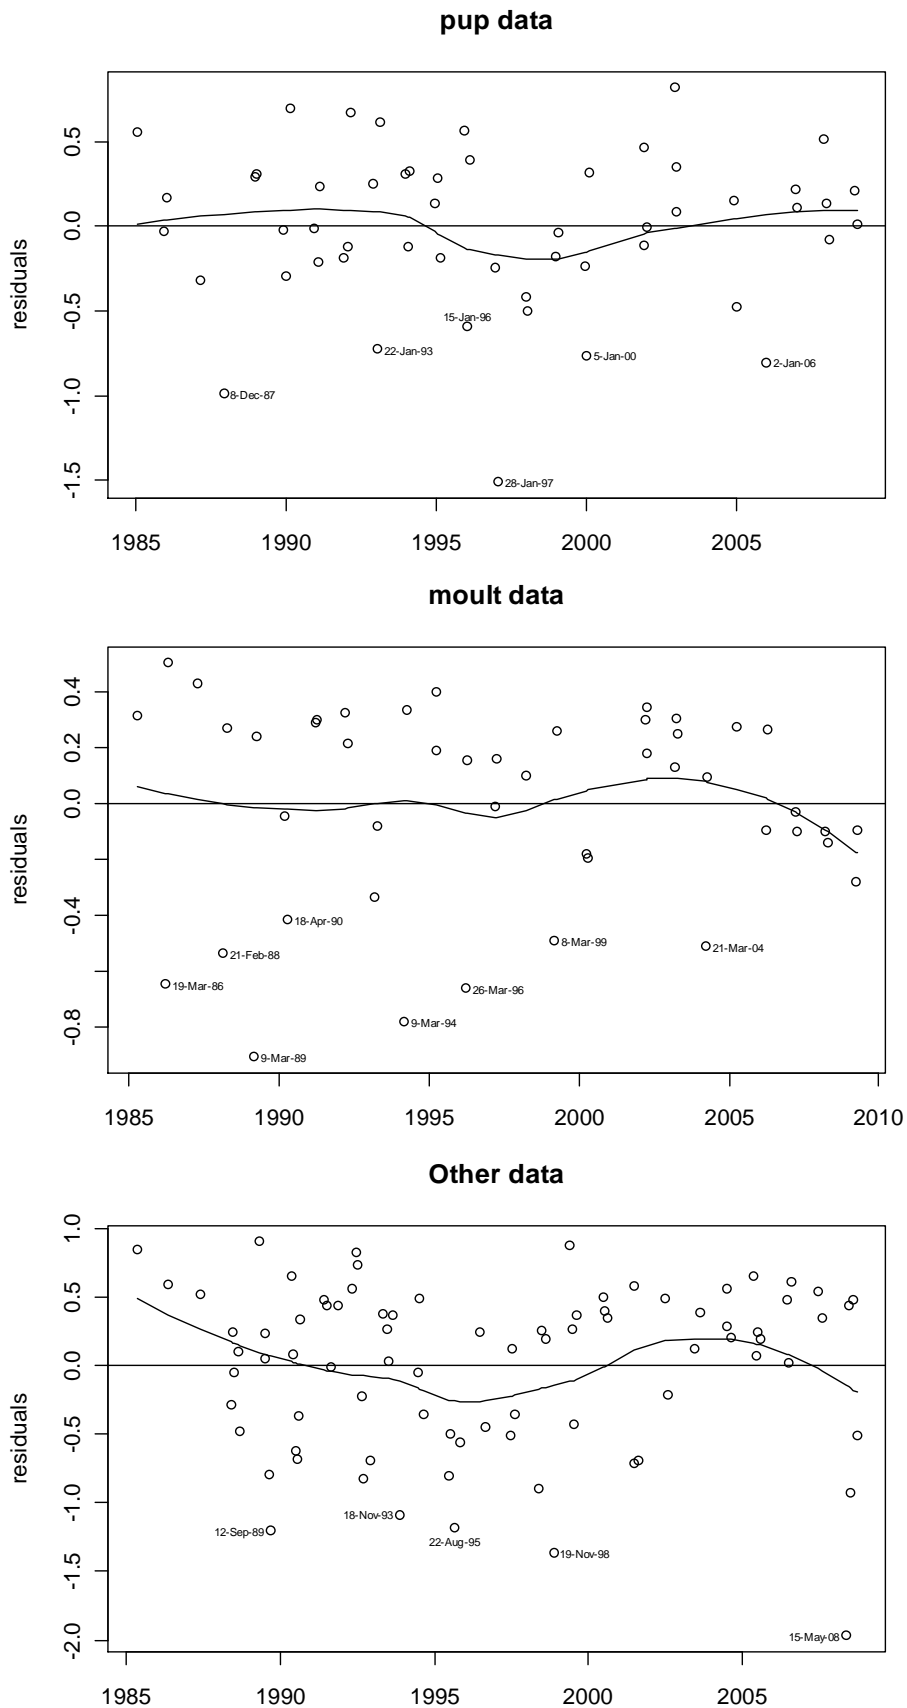 pup data
residuals
0.5
0.0
-0.5
-1.0
-1.5
15-Jan-96
22-Jan-93
5-Jan-00
2-Jan-06
8-Dec-87
28-Jan-97
1985 1990 1995 2000 2005
moult data
residuals
0.4
0.2
0.0
-0.4
-0.8
18-Apr-90
8-Mar-99
21-Mar-04
21-Feb-88
19-Mar-86
26-Mar-96
9-Mar-94
9-Mar-89
1985 1990 1995 2000 2005 2010
Other data
residuals
1.0
0.5
0.0
-0.5
-1.0
-1.5
-2.0
18-Nov-93
12-Sep-89
22-Aug-95
19-Nov-98
15-May-08
1985 1990 1995 2000 2005